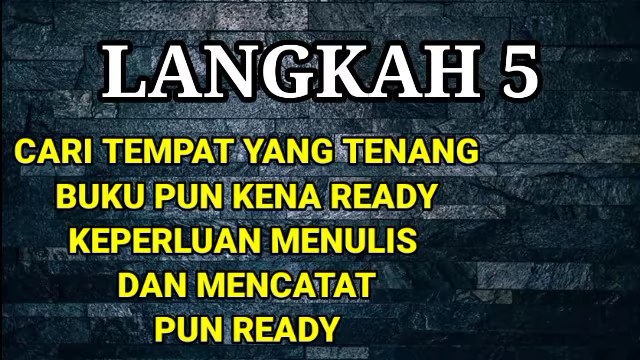 LANGKAH 5
CARI TEMPAT YANG TENANG
BUKU PUN KENA READY
KEPERLUAN MENULIS
DAN MENCATAT
PUN READY